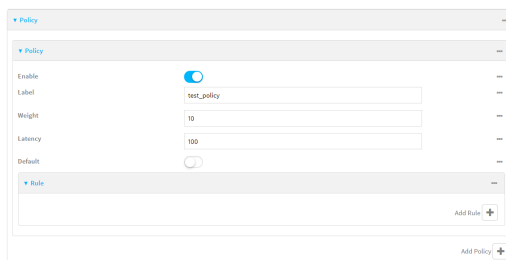 Policy
Policy
Enable
Label test_policy
Weight 10
Latency 100
Default
Rule
Add Rule
Add Policy